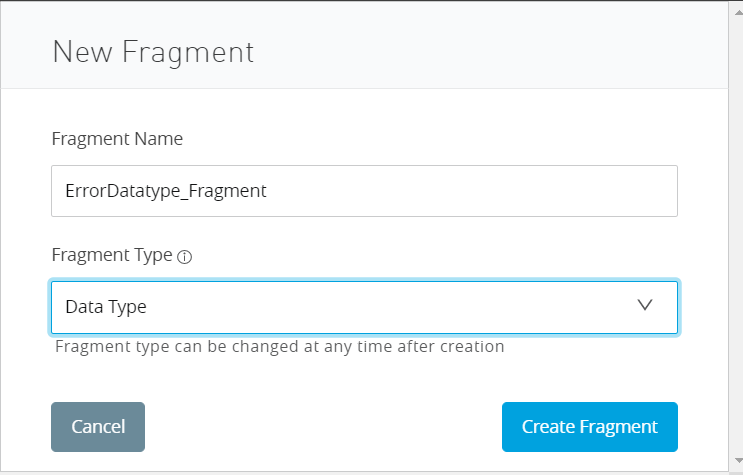 New Fragment
Fragment Name
ErrorDatatype_Fragment
Fragment Type
Data Type
Fragment type can be changed at any time after creation
Cancel
Create Fragment